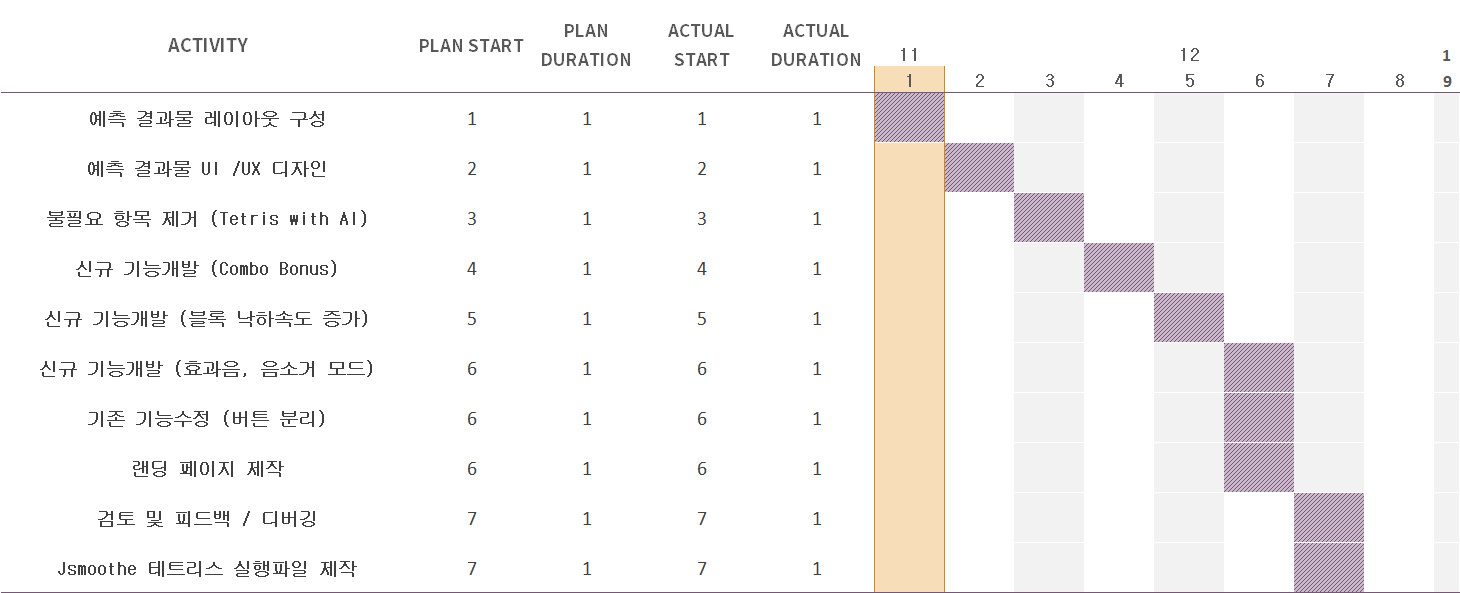 ACTIVITY PLAN START PLAN DURATION ACTUAL START ACTUAL DURATION
11 12 1
1 2 3 4 5 6 7 8 9
예측 결과물 레이아웃 구성 1 1 1 1
예측 결과물 UI /UX 디자인 2 1 2 1
불필요 항목 제거 (Tetris with AI) 3 1 3 1
신규 기능개발 (Combo Bonus) 4 1 4 1
신규 기능개발 (블록 낙하속도 증가) 5 1 5 1
신규 기능개발 (효과음, 음소거 모드) 6 1 6 1
기존 기능수정 (버튼 분리) 6 1 6 1
랜딩 페이지 제작 6 1 6 1
검토 및 피드백 / 디버깅 7 1 7 1
Jsmoothe 테트리스 실행파일 제작 7 1 7 1